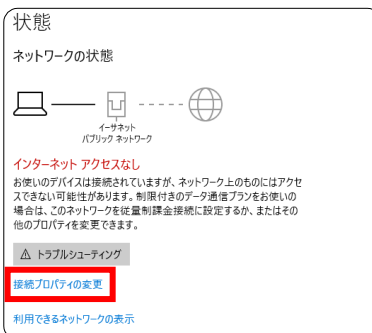 状態
ネットワークの状態
イーサネット
パブリック ネットワーク
インターネット アクセスなし
お使いのデバイスは接続されていますが、ネットワーク上のものにはアクセ
スできない可能性があります。制限付きのデータ通信プランをお使いの
場合は、このネットワークを従量制課金接続に設定するか、またはその
他のプロパティを変更できます。
トラブルシューティング
接続プロパティの変更
利用できるネットワークの表示